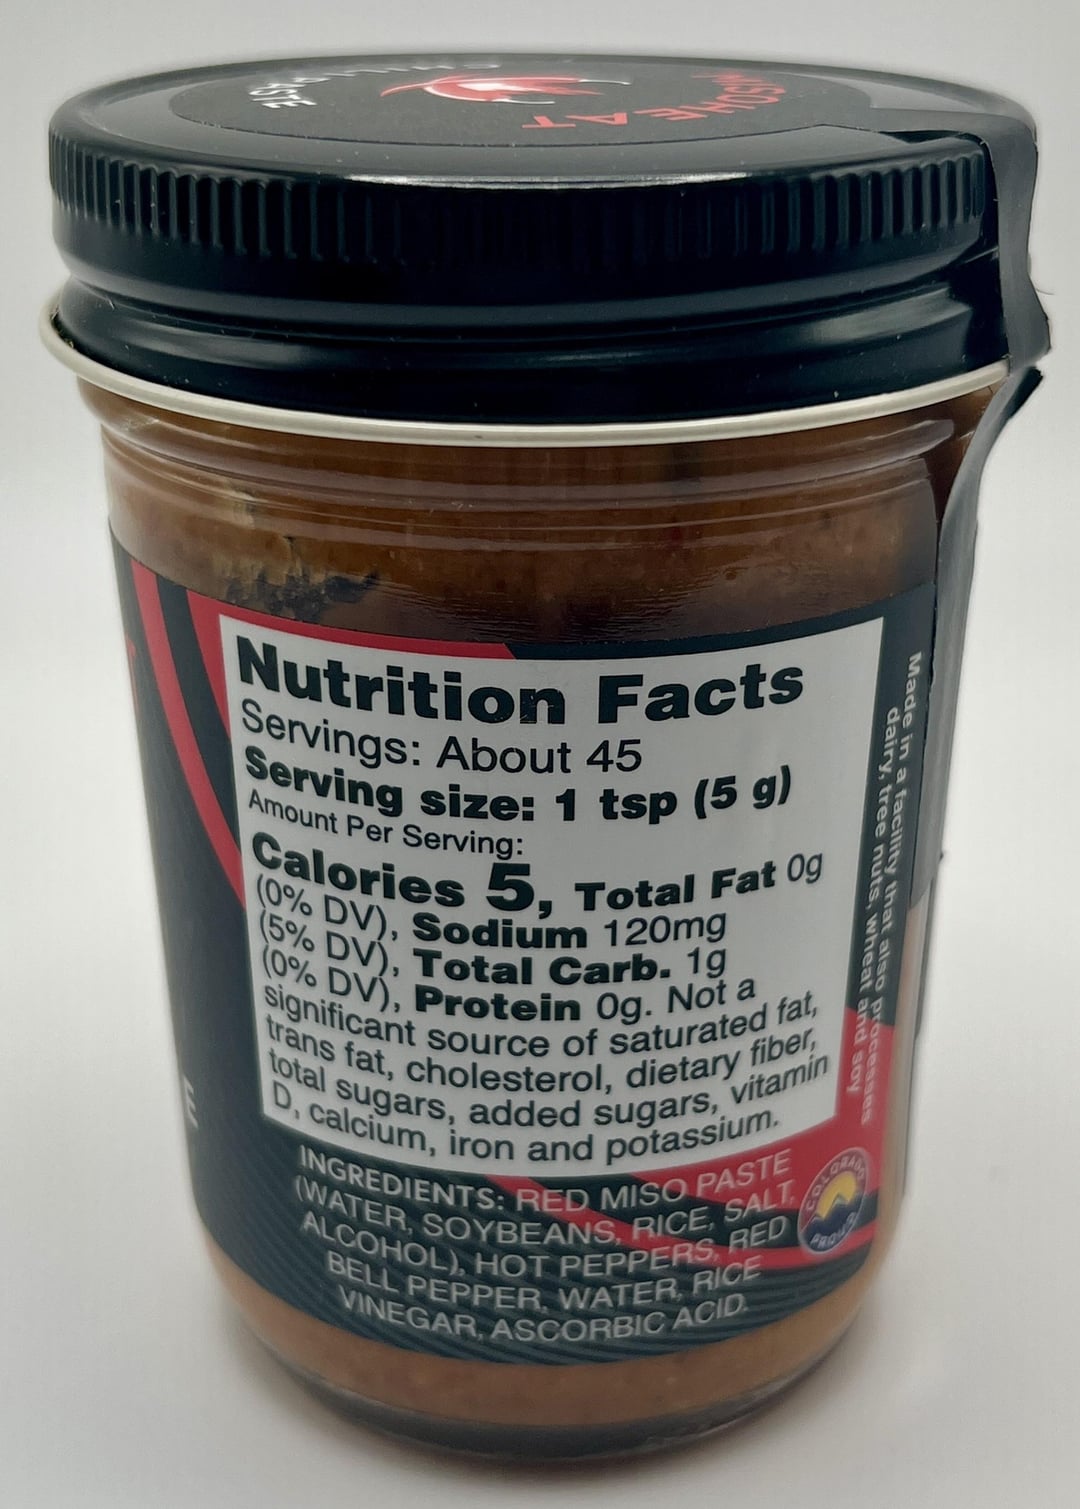 MISOHEAT
Nutrition Facts
Servings: About 45
Serving size: 1 tsp (5 g)
Amount Per Serving:
Calories 5, Total Fat 0g
(0% DV), Sodium 120mg
(5% DV), Total Carb. 1g
(0% DV), Protein 0g. Not a
significant source of saturated fat,
trans fat, cholesterol, dietary fiber,
total sugars, added sugars, vitamin
D, calcium, iron and potassium.
INGREDIENTS: RED MISO PASTE
(WATER, SOYBEANS, RICE, SALT,
ALCOHOL), HOT PEPPERS, RED
BELL PEPPER, WATER, RICE
VINEGAR, ASCORBIC ACID.
Made in a facility that also processes
dairy, tree nuts, wheat and soy
COLORADO
PROUD